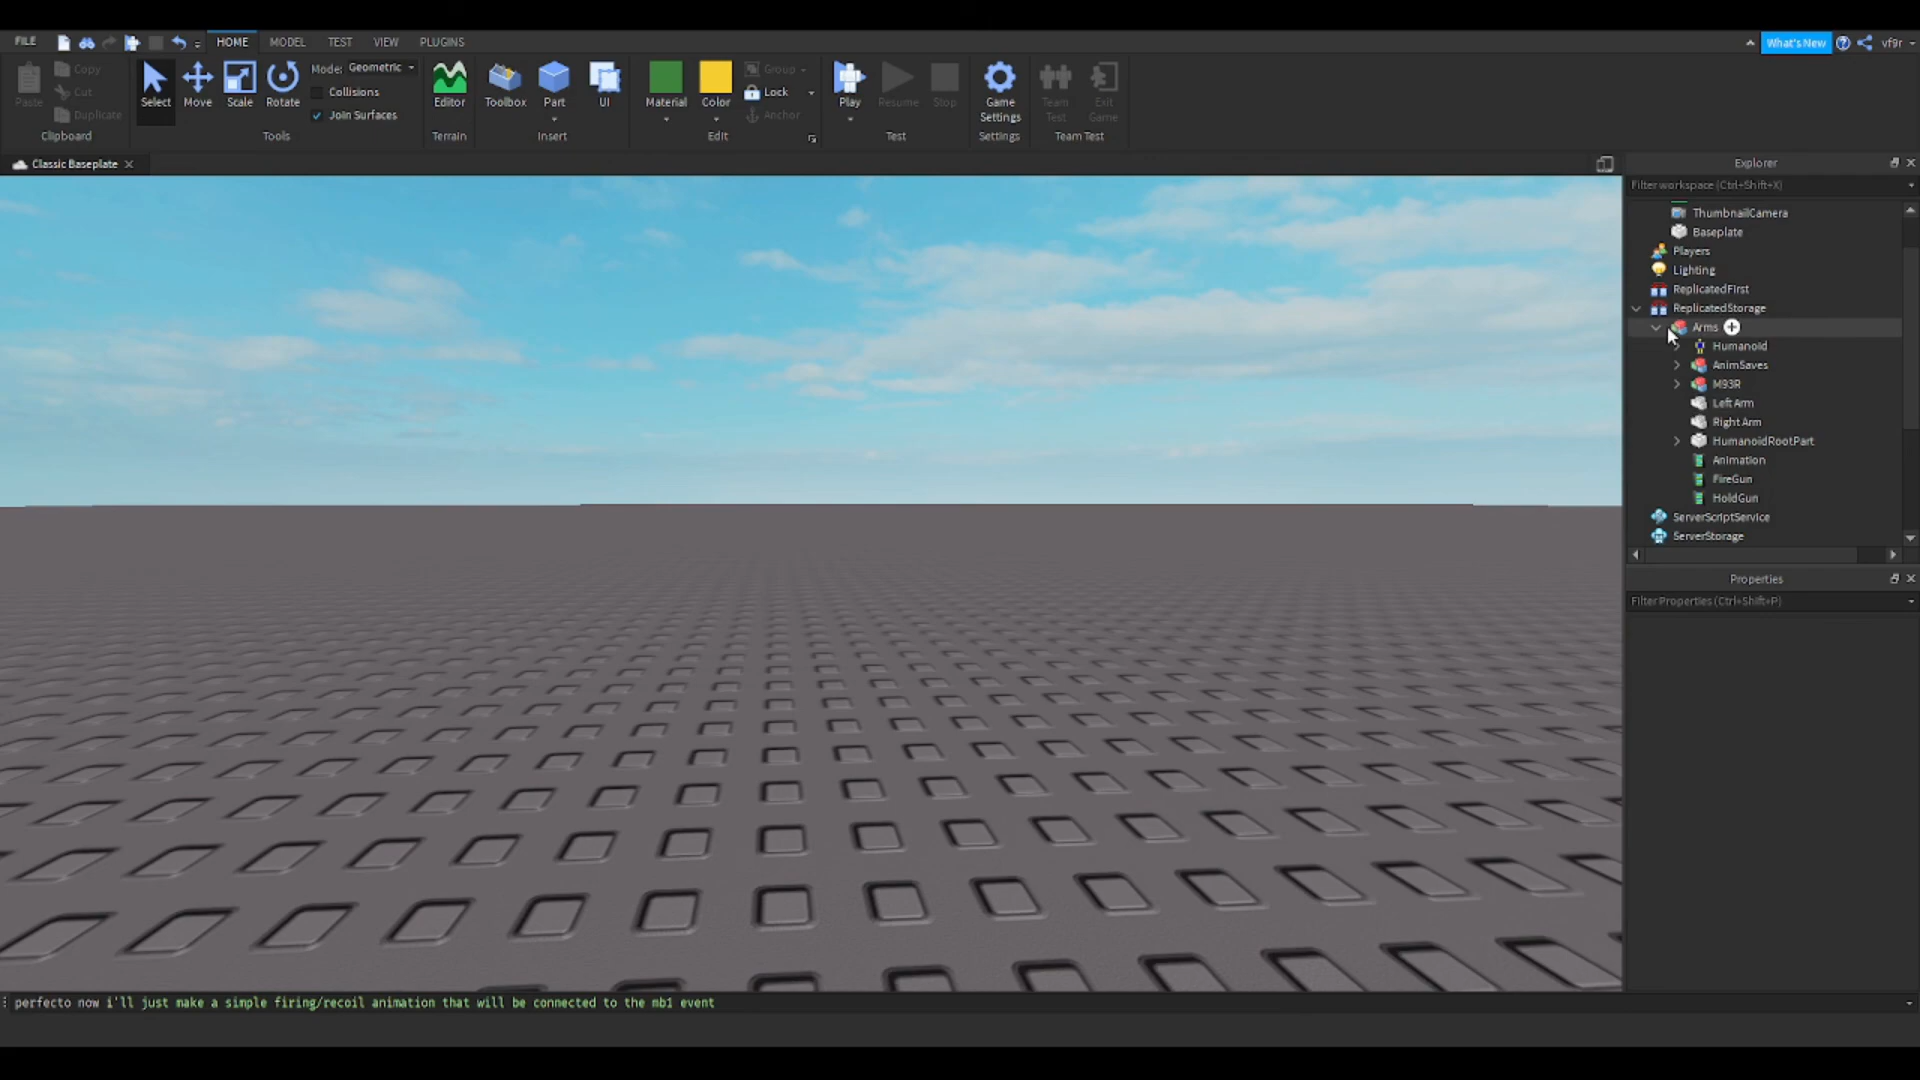 FILE
HOME
MODEL
TEST
VIEW
PLUGINS
What's New
vf9r
Paste
Copy
Cut
Duplicate
Clipboard
Select
Move
Scale
Rotate
Mode: Geometric
Collisions
Join Surfaces
Tools
Editor
Terrain
Toolbox
Part
UI
Insert
Material
Color
Group
Lock
Anchor
Edit
Play
Resume
Stop
Test
Game
Settings
Settings
Team
Test
Exit
Game
Team Test
Classic Baseplate
Explorer
Filter workspace (Ctrl+Shift+X)
ThumbnailCamera
Baseplate
Players
Lighting
ReplicatedFirst
ReplicatedStorage
Arms
Humanoid
AnimSaves
M93R
Left Arm
Right Arm
HumanoidRootPart
Animation
FireGun
HoldGun
ServerScriptService
ServerStorage
Properties
Filter Properties (Ctrl+Shift+P)
perfecto now i'll just make a simple firing/recoil animation that will be connected to the mb1 event